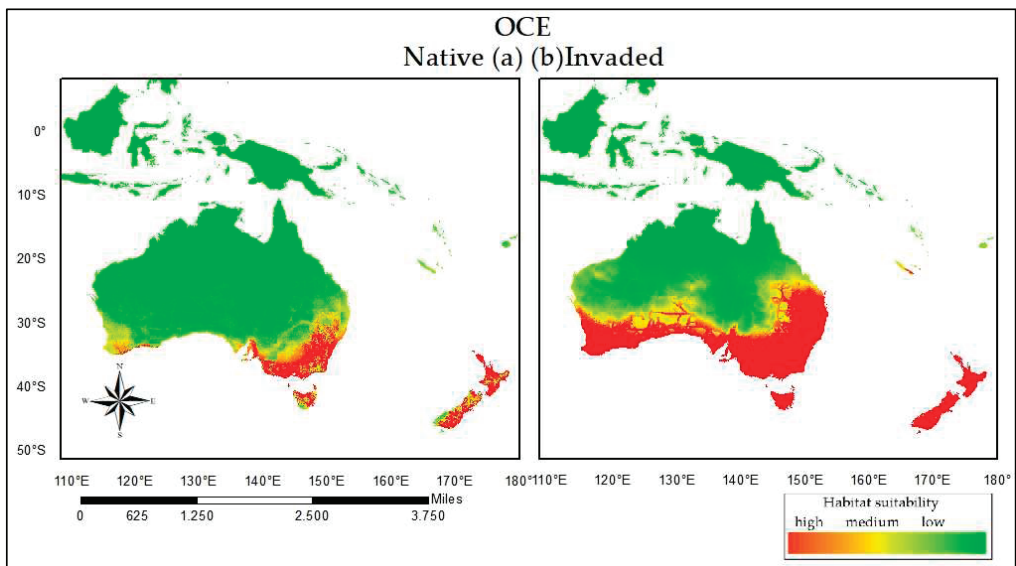 OCE
Native (a) (b)Invaded
0°
10°S
20°S
30°S
40°S
50°S
N
W E
S
110°E 120°E 130°E 140°E 150°E 160°E 170°E 180°
110°E 120°E 130°E 140°E 150°E 160°E 170°E 180°
Miles
0 625 1.250 2.500 3.750
Habitat suitability
high medium low